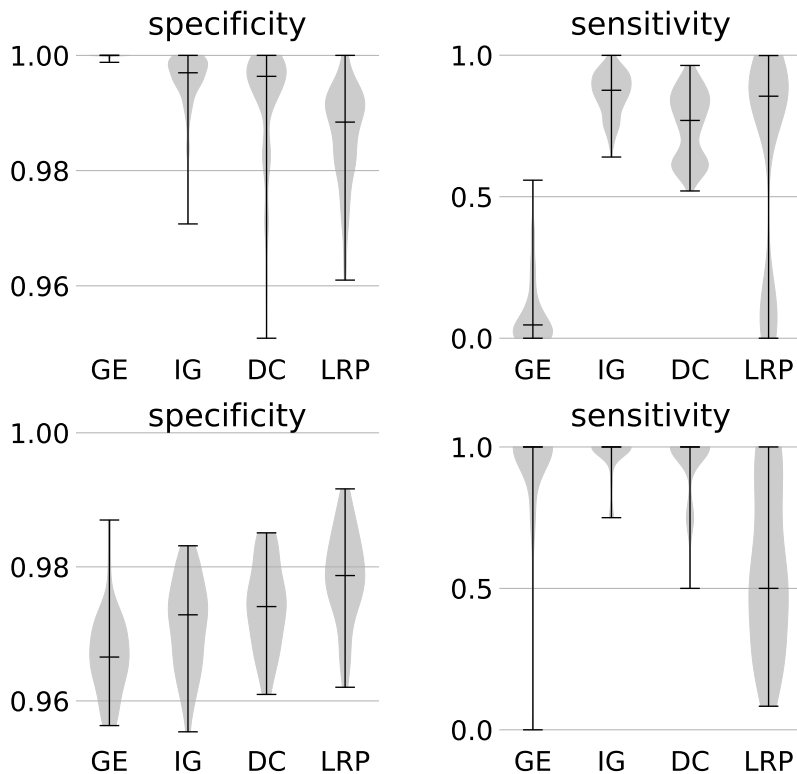 specificity
1.00
0.98
0.96
GE IG DC LRP
sensitivity
1.0
0.5
0.0
GE IG DC LRP
specificity
1.00
0.98
0.96
GE IG DC LRP
sensitivity
1.0
0.5
0.0
GE IG DC LRP